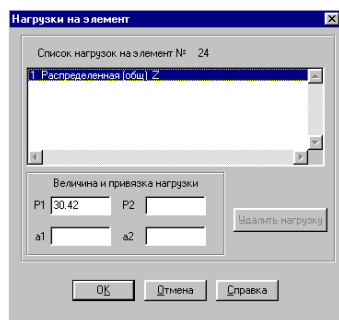 Нагрузки на элемент
Список нагрузок на элемент № 24
1 Распределенная (общ) Z
Величина и привязка нагрузки
P1 30.42 P2
Удалить нагрузку
a1 a2
OK Отмена Справка